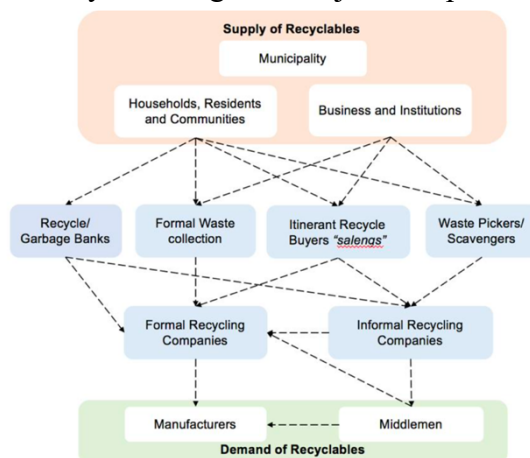 Supply of Recyclables
Municipality
Households, Residents
and Communities
Business and Institutions
Recycle/
Garbage Banks
Formal Waste
collection
Itinerant Recycle
Buyers "salengs"
Waste Pickers/
Scavengers
Formal Recycling
Companies
Informal Recycling
Companies
Manufacturers
Middlemen
Demand of Recyclables